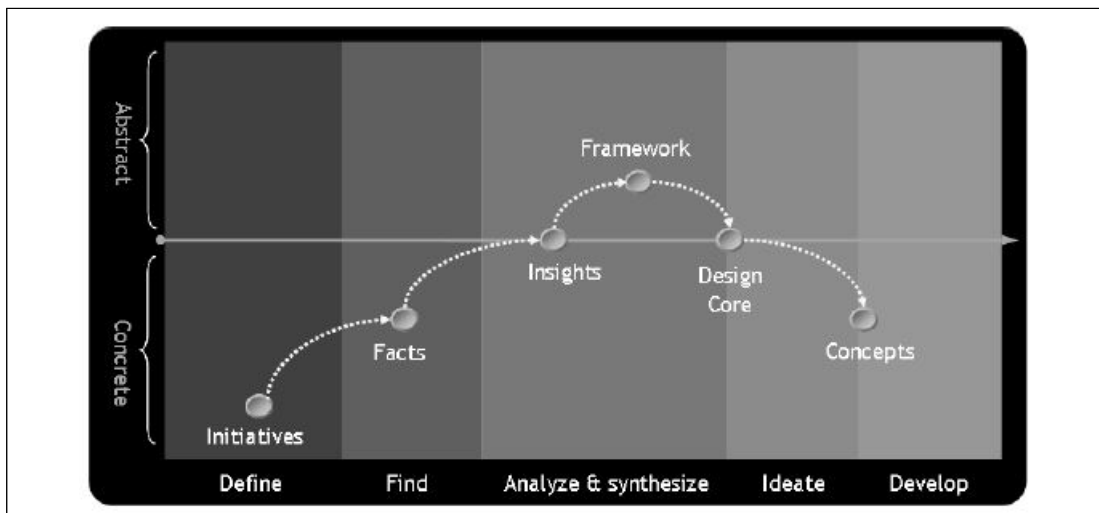 Abstract
Framework
Insights
Design
Core
Concrete
Facts
Concepts
Initiatives
Define
Find
Analyze & synthesize
Ideate
Develop